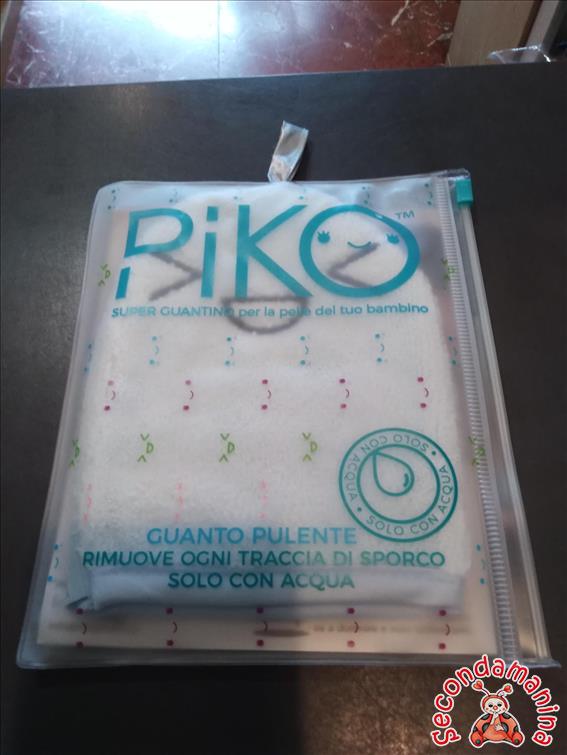 PiKO™
SUPER GUANTINO per la pelle del tuo bambino
SOLO CON ACQUA • SOLO CON ACQUA •
GUANTO PULENTE
RIMUOVE OGNI TRACCIA DI SPORCO
SOLO CON ACQUA
Secondamanina